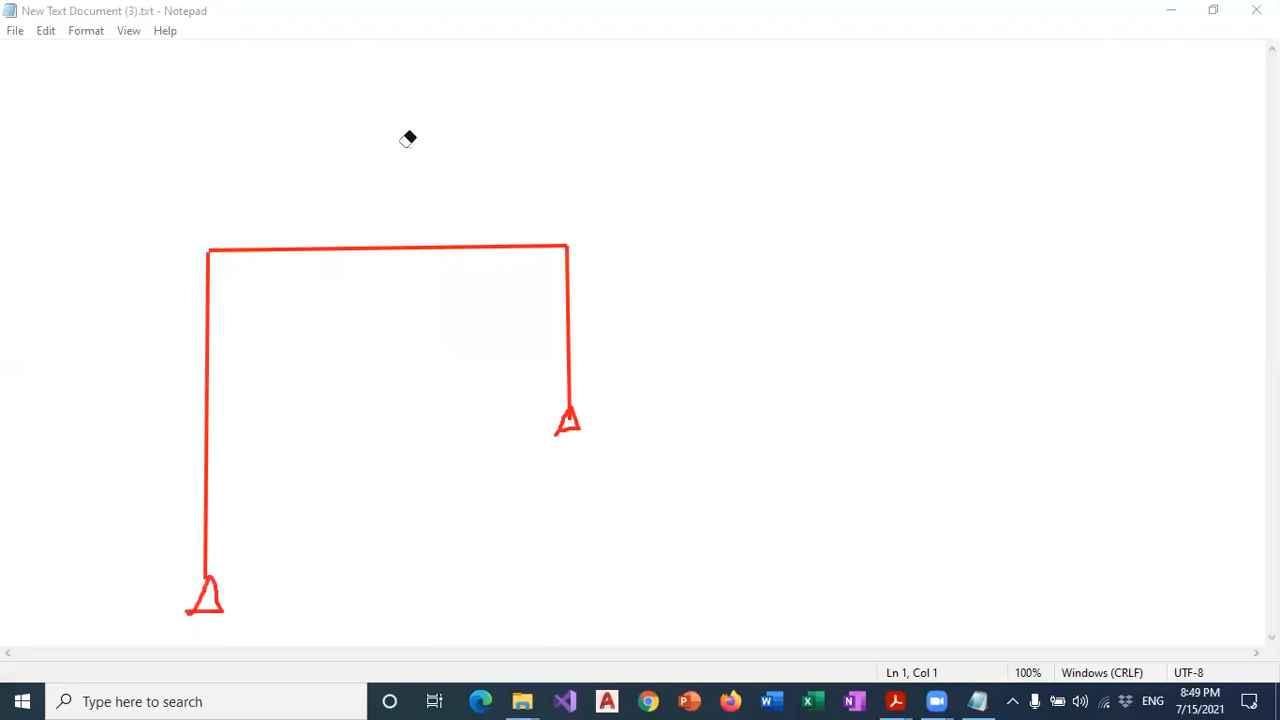 New Text Document (3).txt - Notepad
File Edit Format View Help
Ln 1, Col 1 100% Windows (CRLF) UTF-8
Type here to search
ENG
8:49 PM
7/15/2021